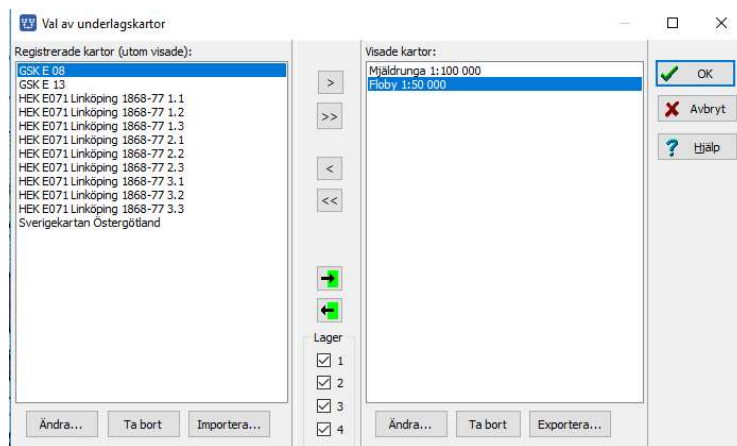 Val av underlagskartor
Registrerade kartor (utom visade):
GSK E 08
GSK E 13
HEK E071 Linköping 1868-77 1.1
HEK E071 Linköping 1868-77 1.2
HEK E071 Linköping 1868-77 1.3
HEK E071 Linköping 1868-77 2.1
HEK E071 Linköping 1868-77 2.2
HEK E071 Linköping 1868-77 2.3
HEK E071 Linköping 1868-77 3.1
HEK E071 Linköping 1868-77 3.2
HEK E071 Linköping 1868-77 3.3
Sverigekartan Östergötland
Ändra... Ta bort Importera...
>
>>
<
<<
Lager
1
2
3
4
Visade kartor:
Mjäldrunga 1:100 000
Floby 1:50 000
Ändra... Ta bort Exportera...
OK
Avbryt
Hjälp